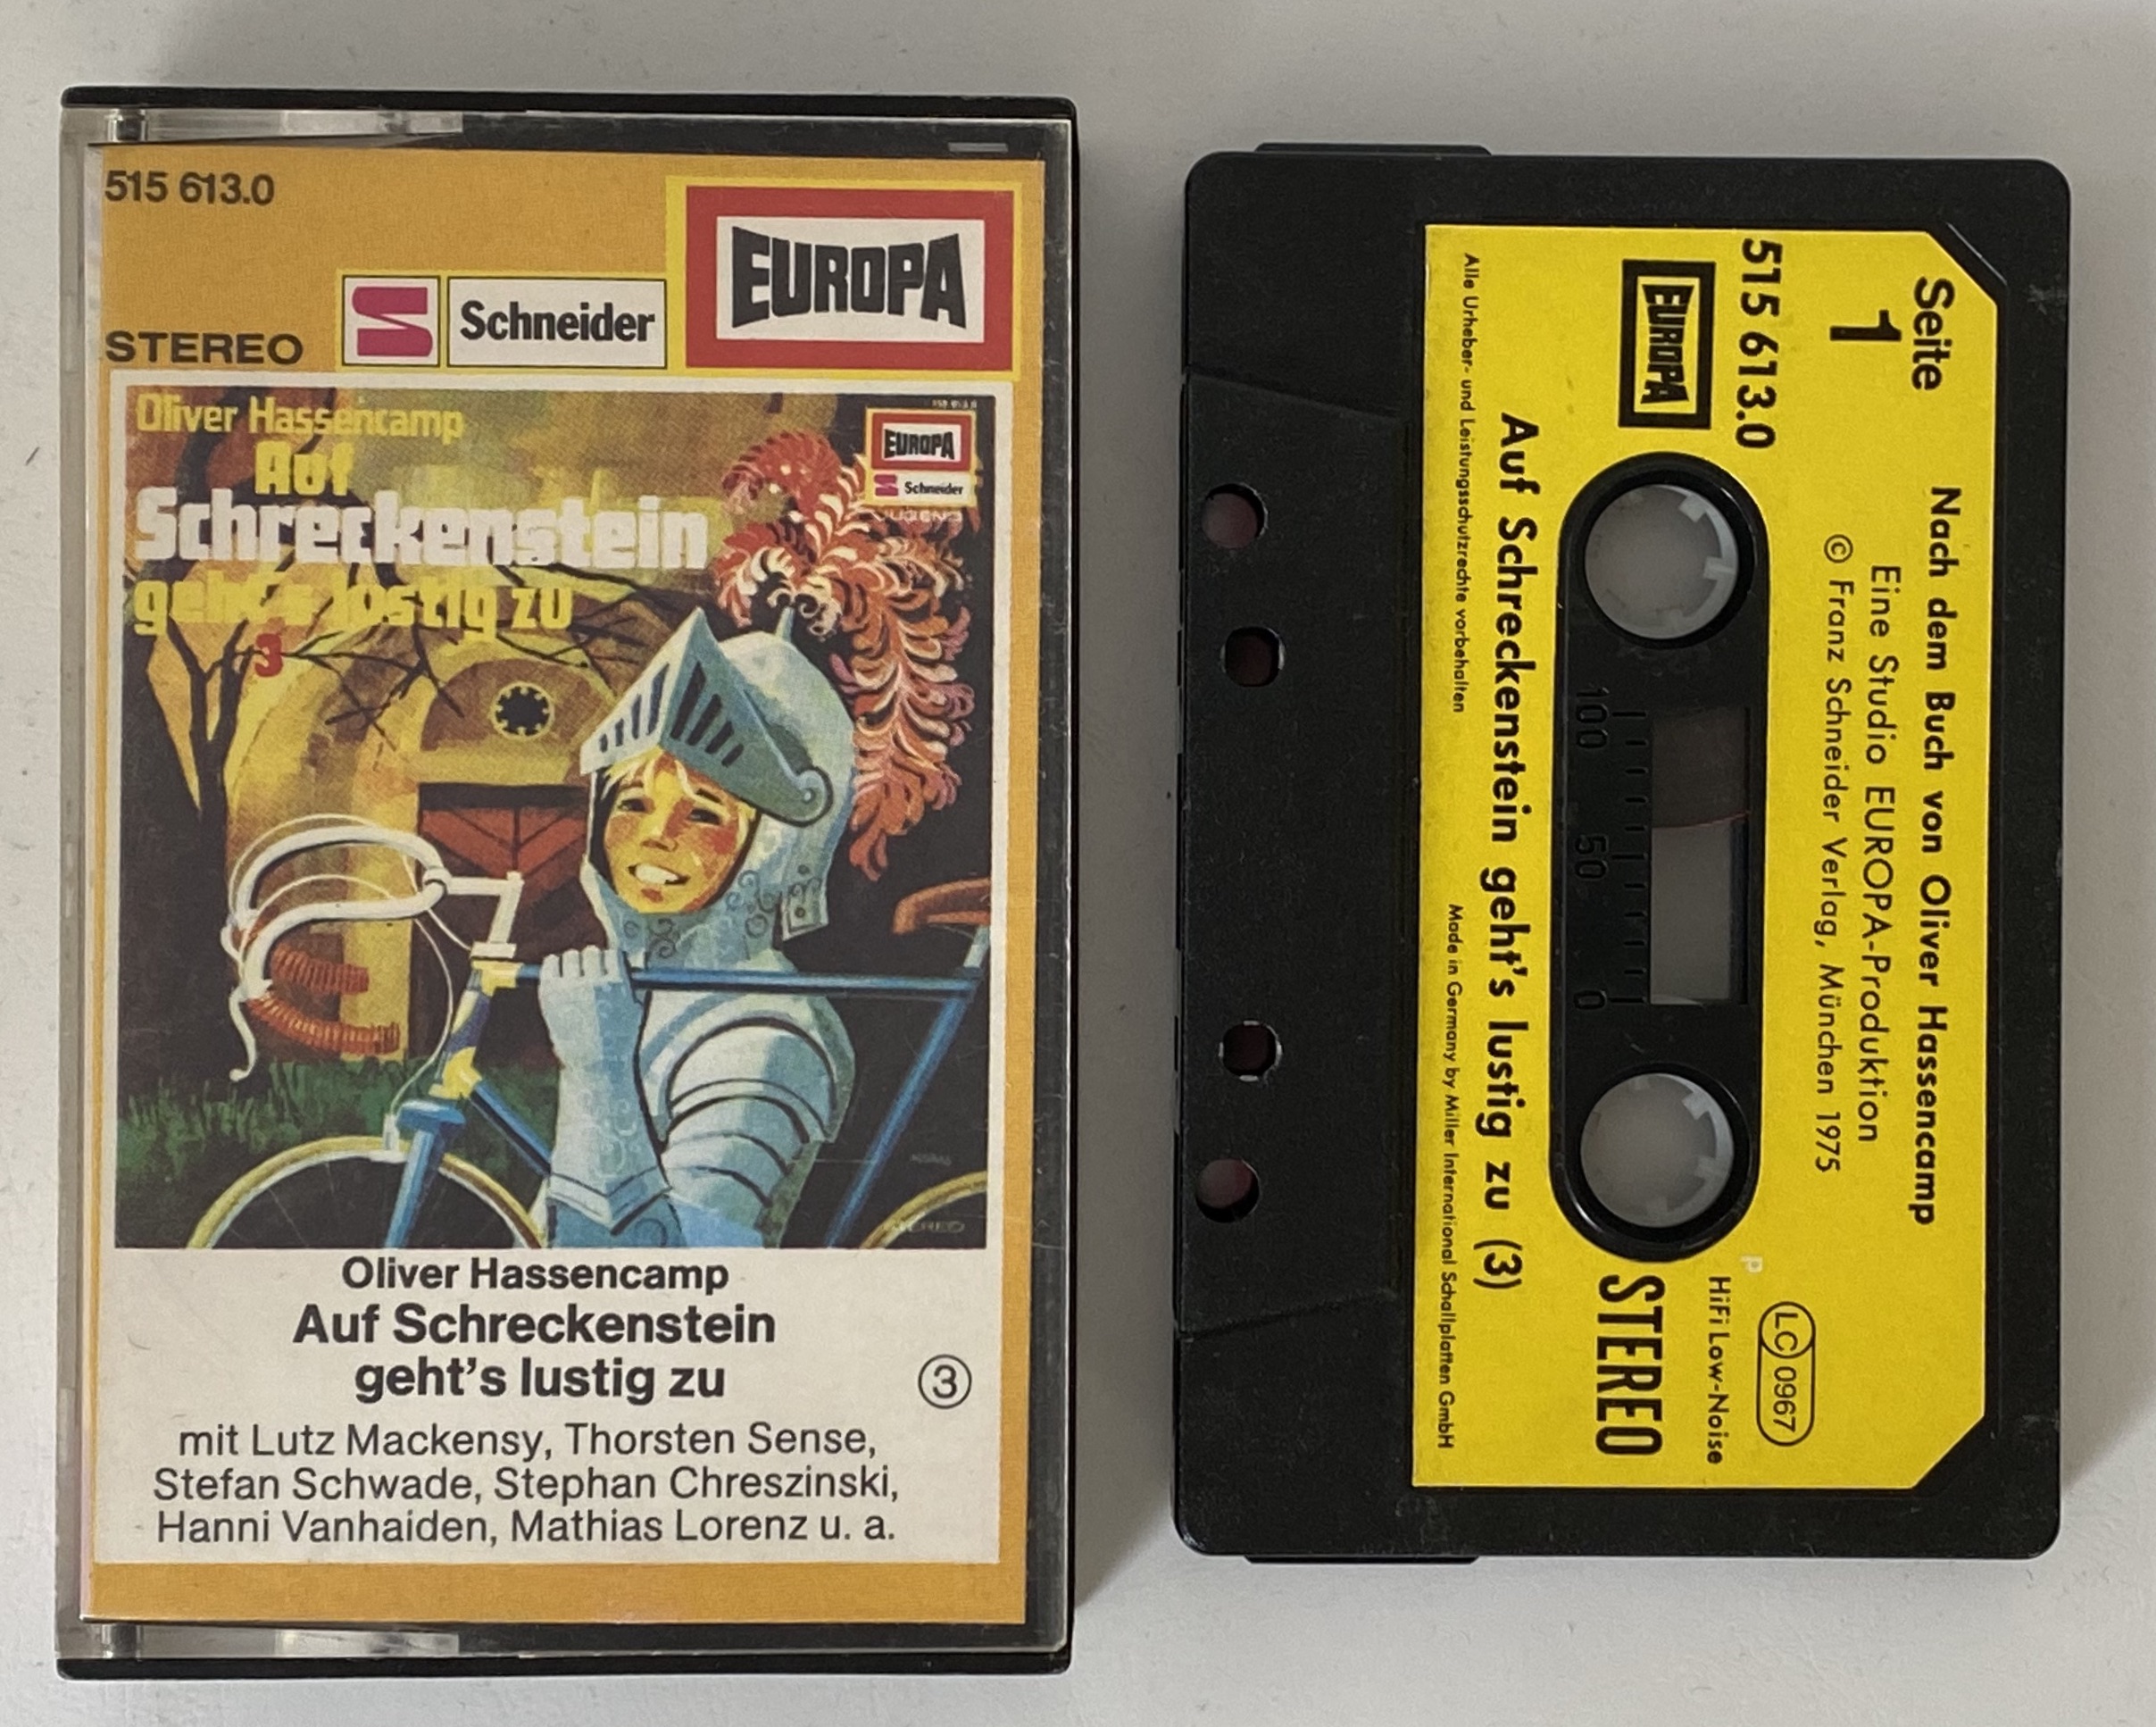 515 613.0
EUROPA
Schneider
STEREO
Oliver Hassencamp
Auf
Schreckenstein
geht's lustig zu
3
EUROPA
Schneider
Oliver Hassencamp
Auf Schreckenstein
geht's lustig zu
③
mit Lutz Mackensy, Thorsten Sense,
Stefan Schwade, Stephan Chreszinski,
Hanni Vanhaiden, Mathias Lorenz u. a.
Seite
1
Nach dem Buch von Oliver Hassencamp
Eine Studio EUROPA-Produktion
© Franz Schneider Verlag, München 1975
515 613.0
EUROPA
100 50 0
LC 0967
HiFi Low-Noise
STEREO
Auf Schreckenstein geht's lustig zu (3)
Alle Urheber- und Leistungsschutzrechte vorbehalten
Made in Germany by Miller International Schallplatten GmbH